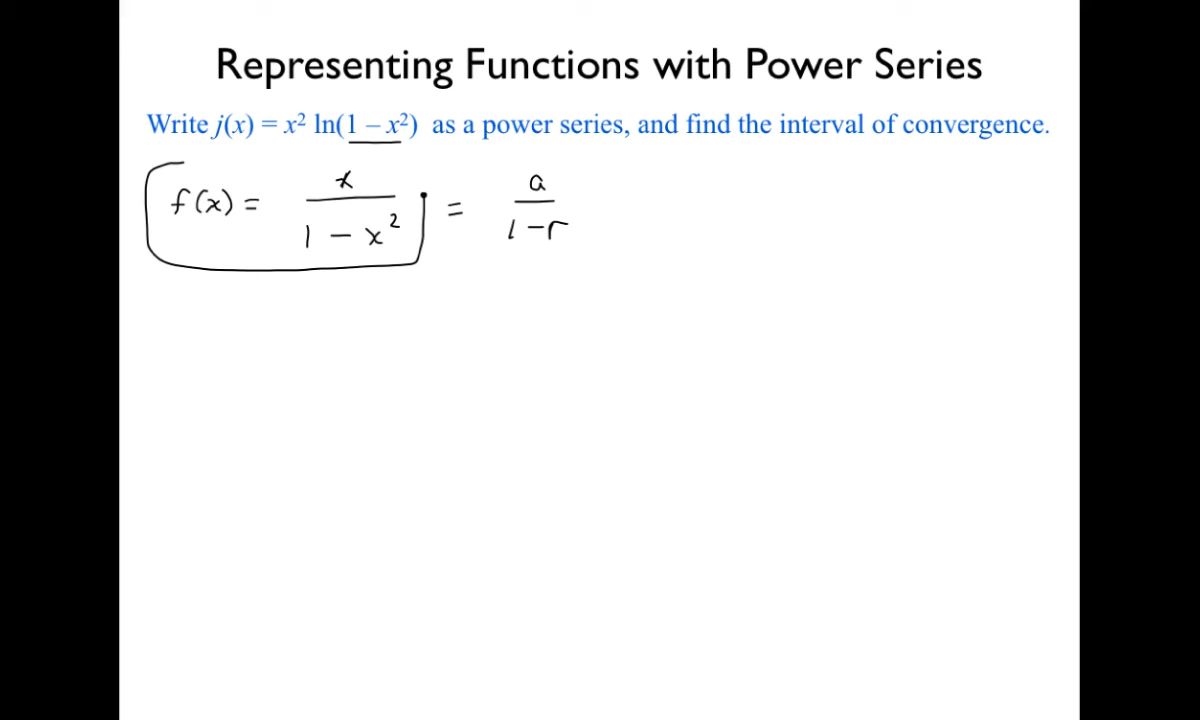 Representing Functions with Power Series
Write j(x) = x² ln(1 – x²) as a power series, and find the interval of convergence.
f(x) = x / (1 – x²) = a / (1 – r)